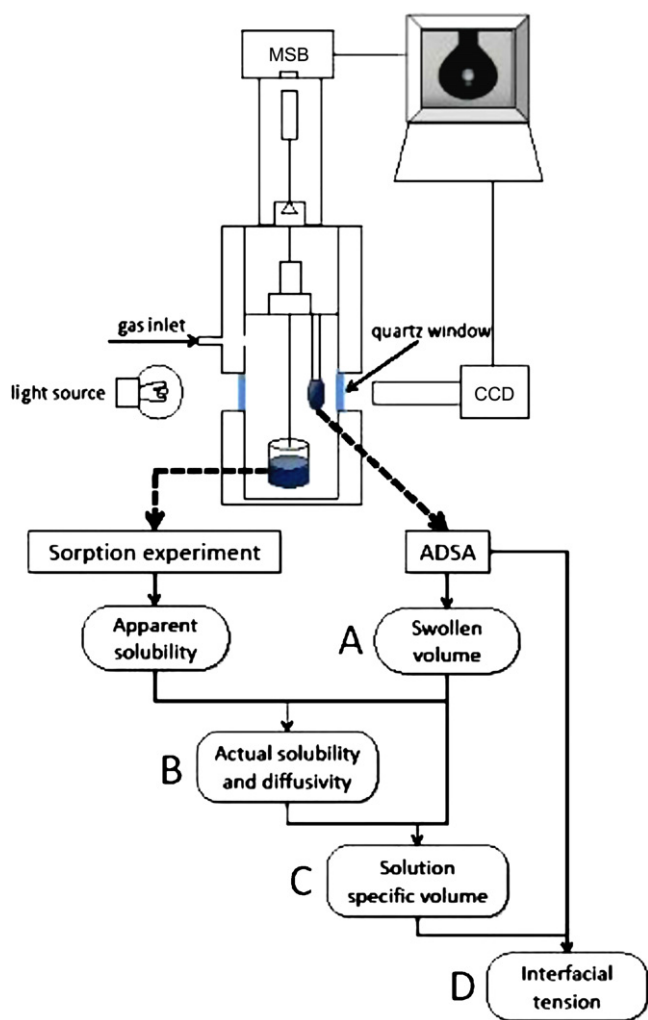 MSB
gas inlet
quartz window
light source
CCD
Sorption experiment
ADSA
Apparent
solubility
A
Swollen
volume
B
Actual solubility
and diffusivity
C
Solution
specific volume
D
Interfacial
tension